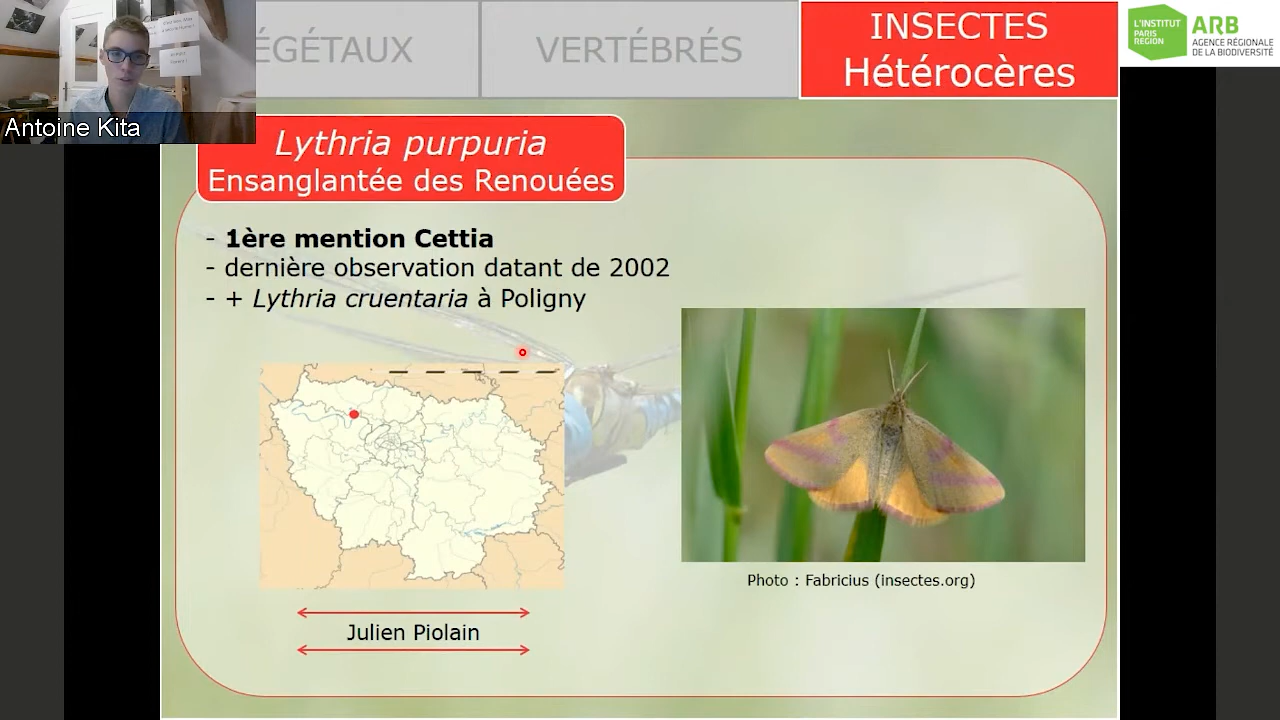 ÉGÉTAUX
VERTÉBRÉS
INSECTES
Hétérocères
L'INSTITUT
PARIS
REGION
ARB
AGENCE RÉGIONALE
DE LA BIODIVERSITÉ
Antoine Kita
Lythria purpuria
Ensanglantée des Renouées
- 1ère mention Cettia
- dernière observation datant de 2002
- + Lythria cruentaria à Poligny
Photo : Fabricius (insectes.org)
Julien Piolain